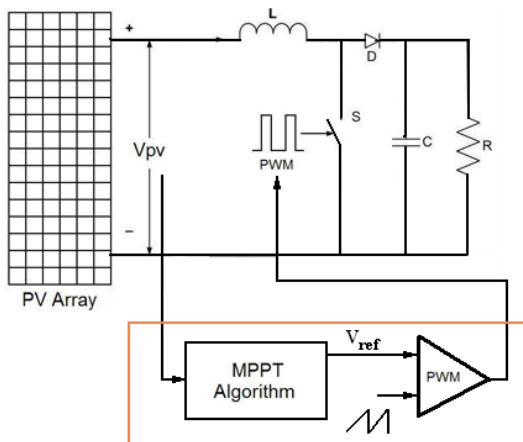 L
+
D
S
Vpv
PWM
C
R
−
PV Array
MPPT
Algorithm
Vref
PWM